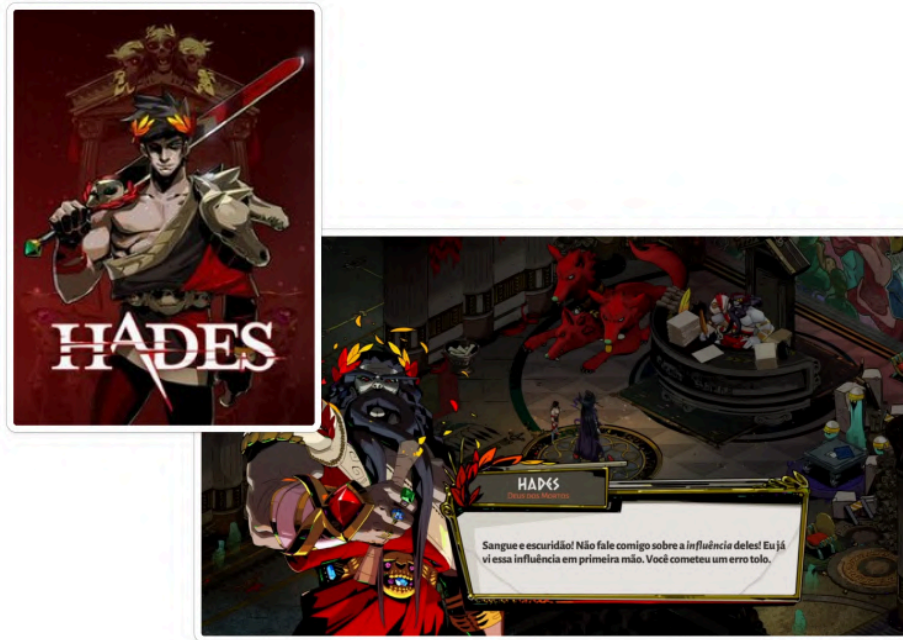 HADES
HADES
Deus dos Mortos
Sangue e escuridão! Não fale comigo sobre a influência deles! Eu já
vi essa influência em primeira mão. Você cometeu um erro tolo.